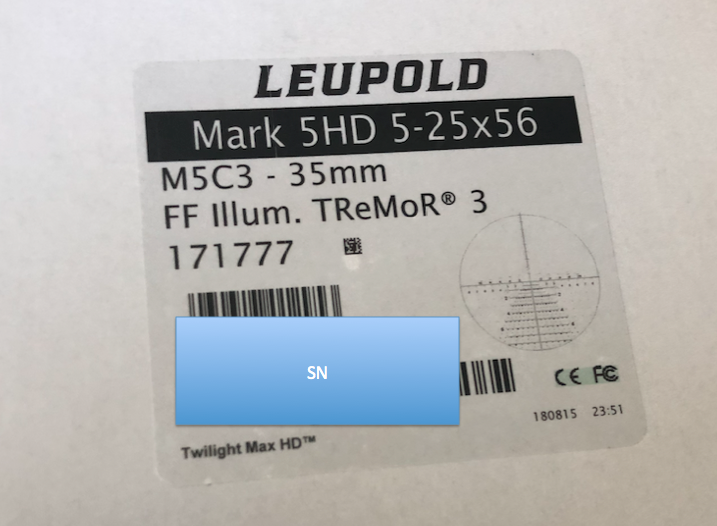 LEUPOLD
Mark 5HD 5-25x56
M5C3 - 35mm
FF Illum. TReMoR® 3
171777
SN
CE FC
180815 23:51
Twilight Max HD™